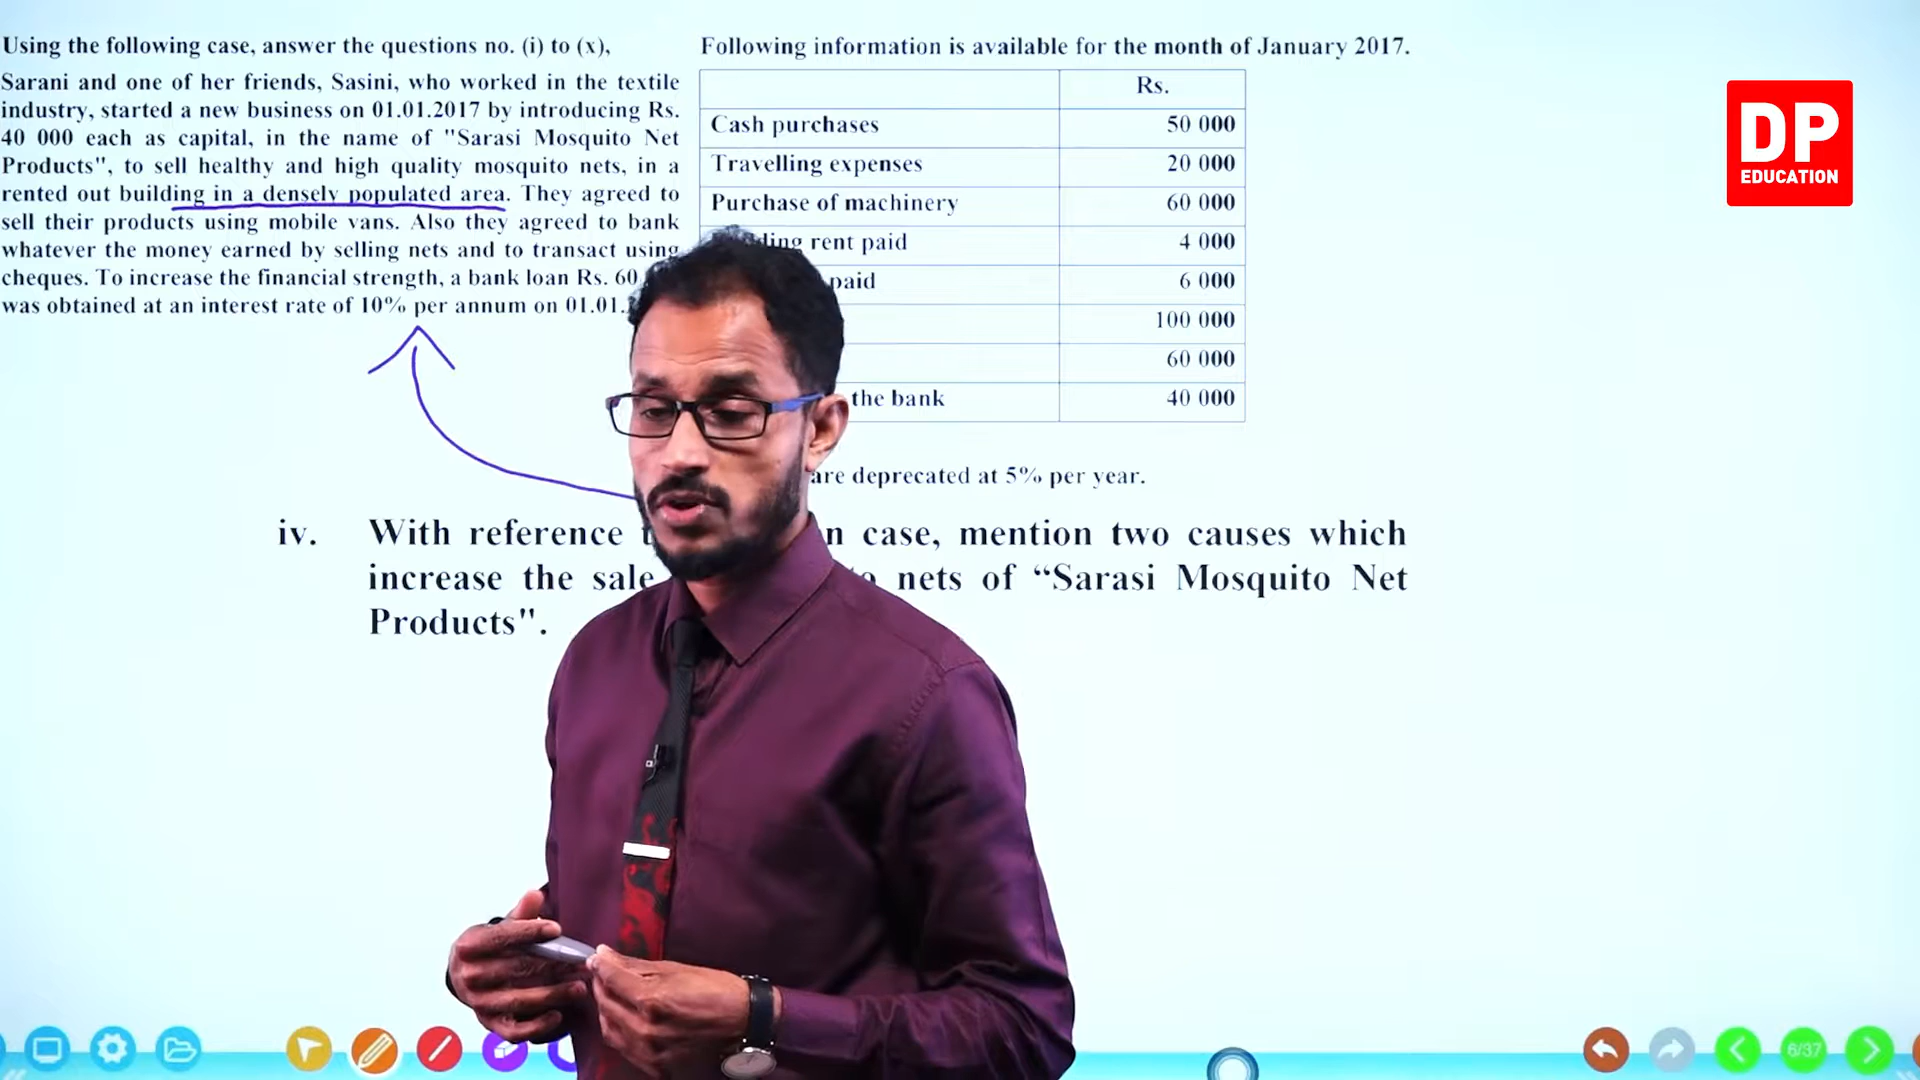 Using the following case, answer the questions no. (i) to (x),
Sarani and one of her friends, Sasini, who worked in the textile
industry, started a new business on 01.01.2017 by introducing Rs.
40 000 each as capital, in the name of "Sarasi Mosquito Net
Products", to sell healthy and high quality mosquito nets, in a
rented out building in a densely populated area. They agreed to
sell their products using mobile vans. Also they agreed to bank
whatever the money earned by selling nets and to transact using
cheques. To increase the financial strength, a bank loan Rs. 60
was obtained at an interest rate of 10% per annum on 01.01.
Following information is available for the month of January 2017.
Rs.
Cash purchases 50 000
Travelling expenses 20 000
Purchase of machinery 60 000
rent paid 4 000
paid 6 000
100 000
60 000
the bank 40 000
are deprecated at 5% per year.
iv. With reference case, mention two causes which
increase the sale nets of “Sarasi Mosquito Net
Products".
DP
EDUCATION
6/37